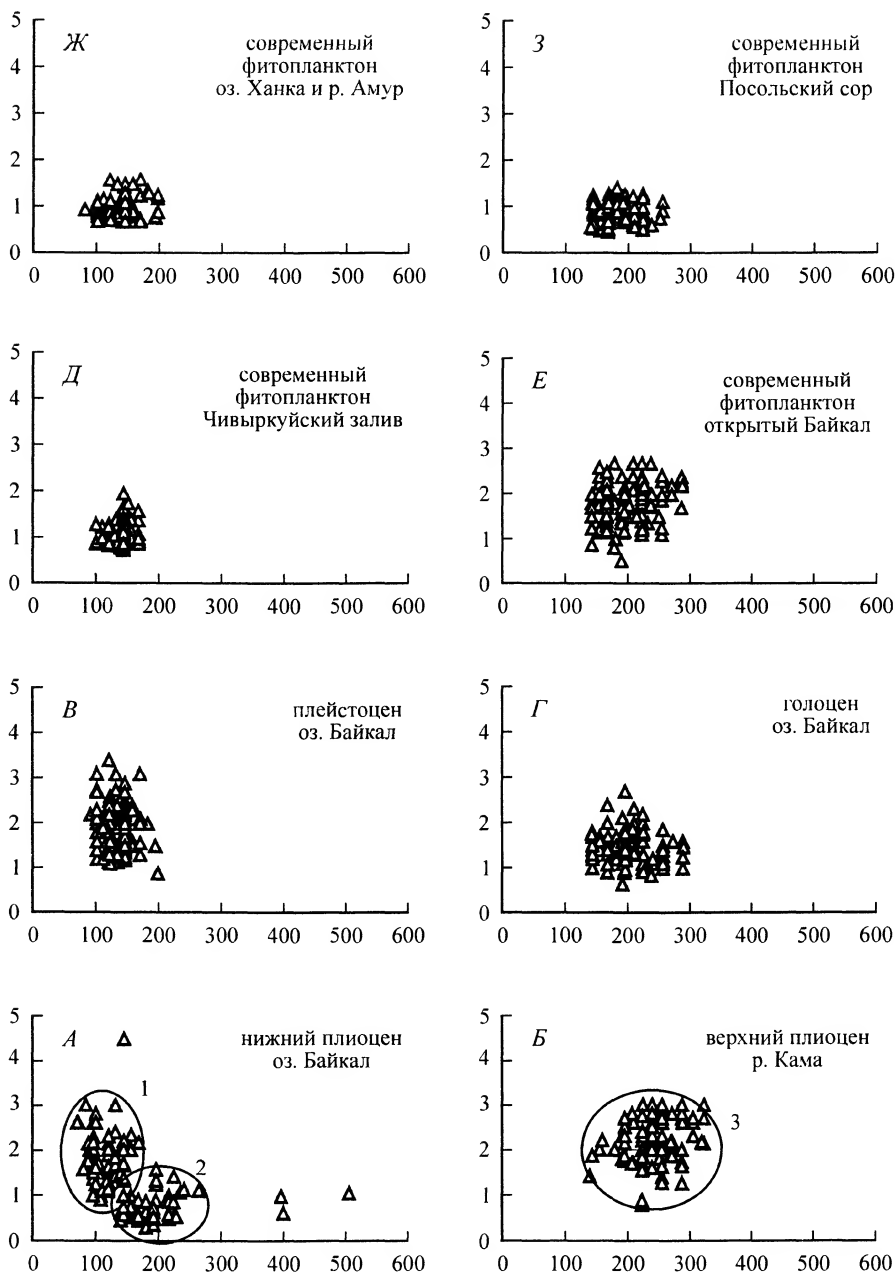 5
4
3
2
1
0
Ж
современный
фитопланктон
оз. Ханка и р. Амур
0 100 200 300 400 500 600
5
4
3
2
1
0
З
современный
фитопланктон
Посольский сор
0 100 200 300 400 500 600
5
4
3
2
1
0
Д
современный
фитопланктон
Чивыркуйский залив
0 100 200 300 400 500 600
5
4
3
2
1
0
Е
современный
фитопланктон
открытый Байкал
0 100 200 300 400 500 600
5
4
3
2
1
0
В
плейстоцен
оз. Байкал
0 100 200 300 400 500 600
5
4
3
2
1
0
Г
голоцен
оз. Байкал
0 100 200 300 400 500 600
5
4
3
2
1
0
А
нижний плиоцен
оз. Байкал
1
2
0 100 200 300 400 500 600
5
4
3
2
1
0
Б
верхний плиоцен
р. Кама
3
0 100 200 300 400 500 600